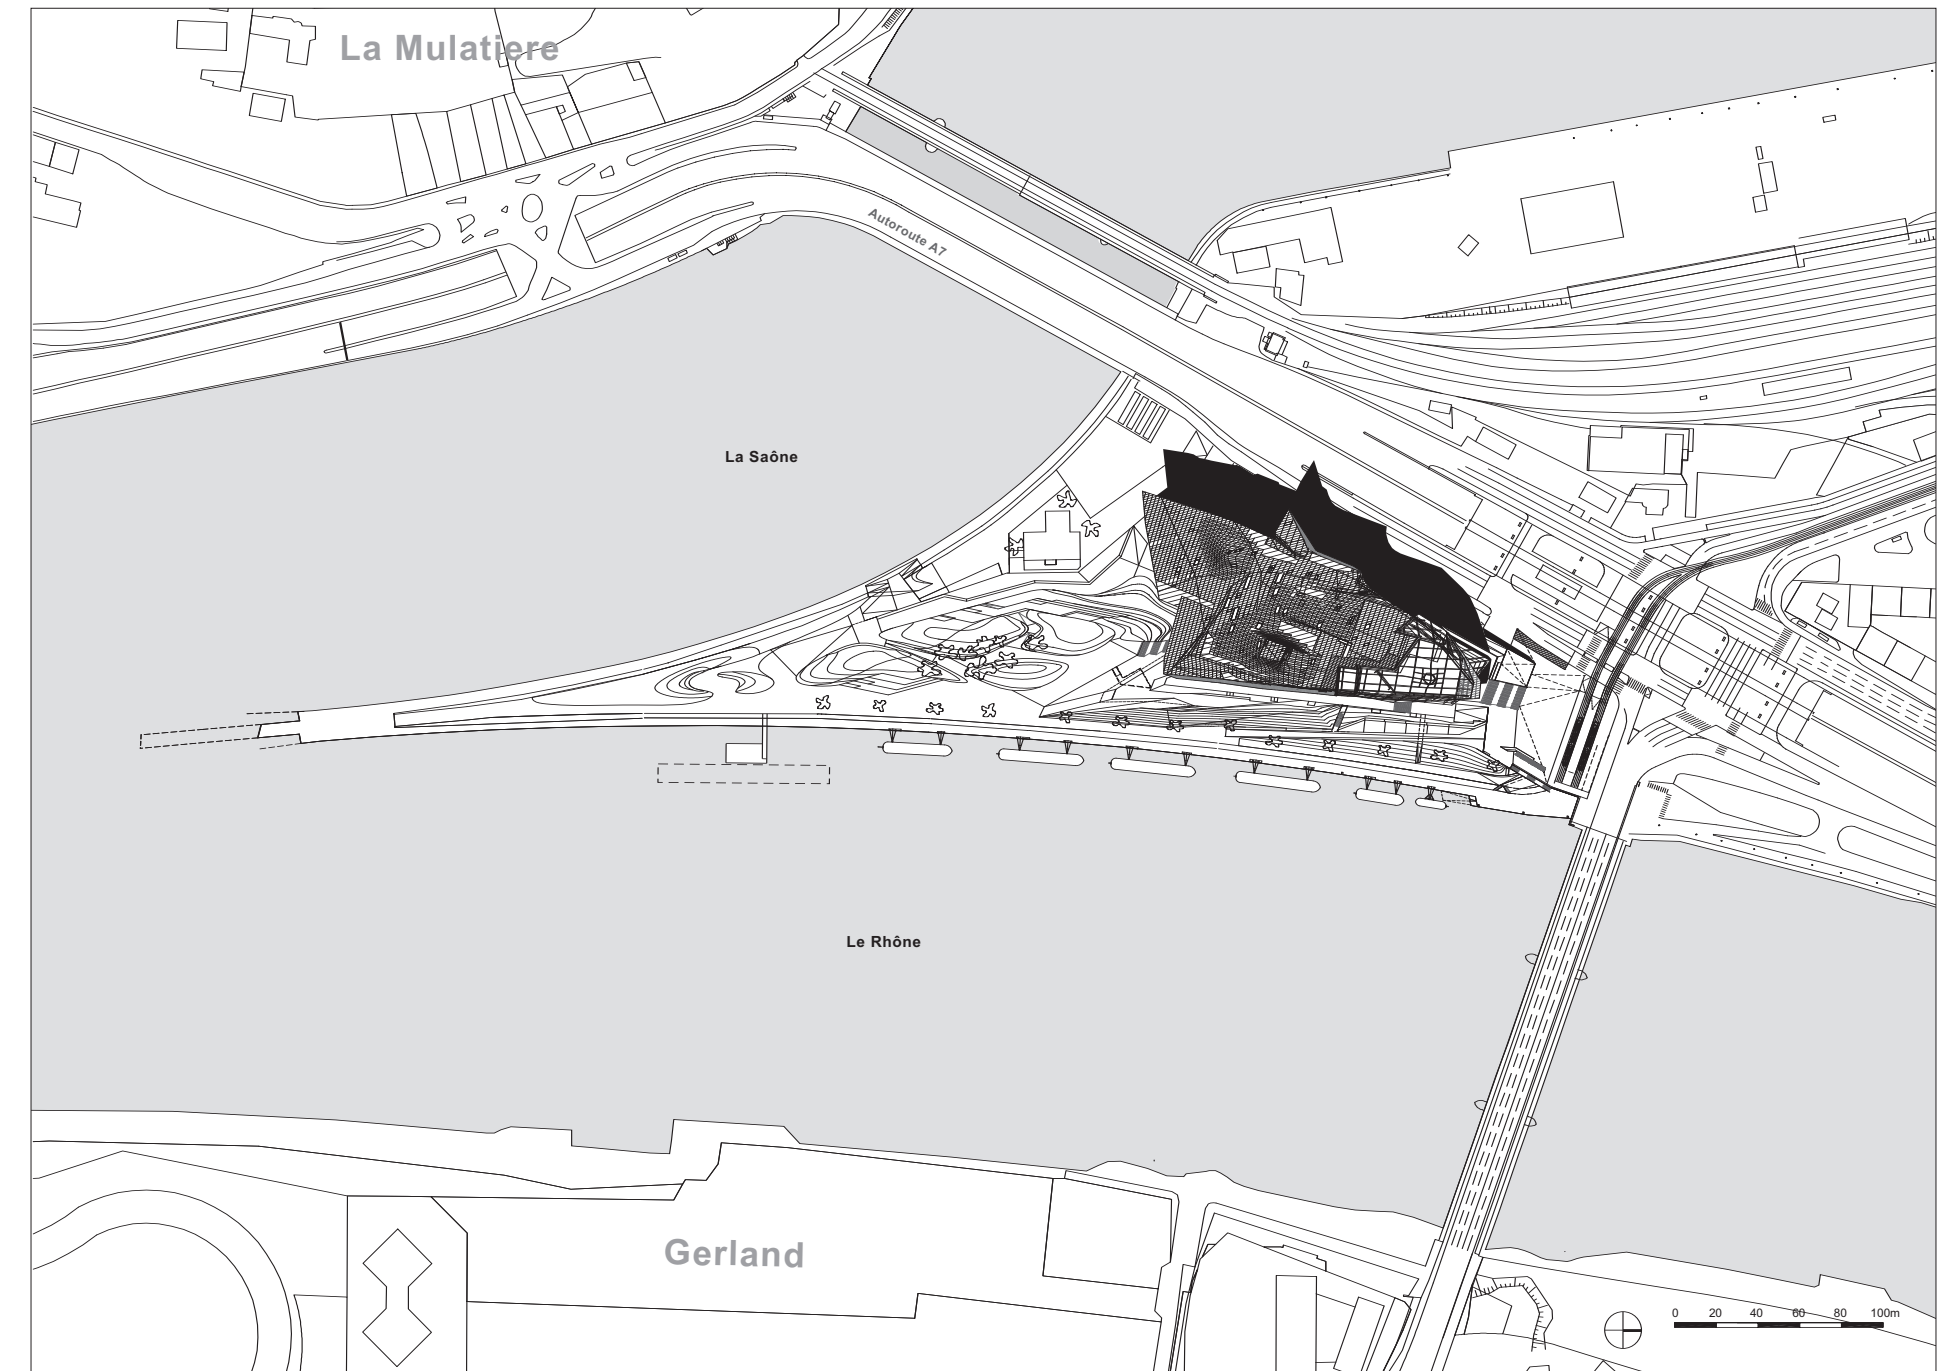 La Mulatiere
Autoroute A7
La Saône
Le Rhône
Gerland
0 20 40 60 80 100m